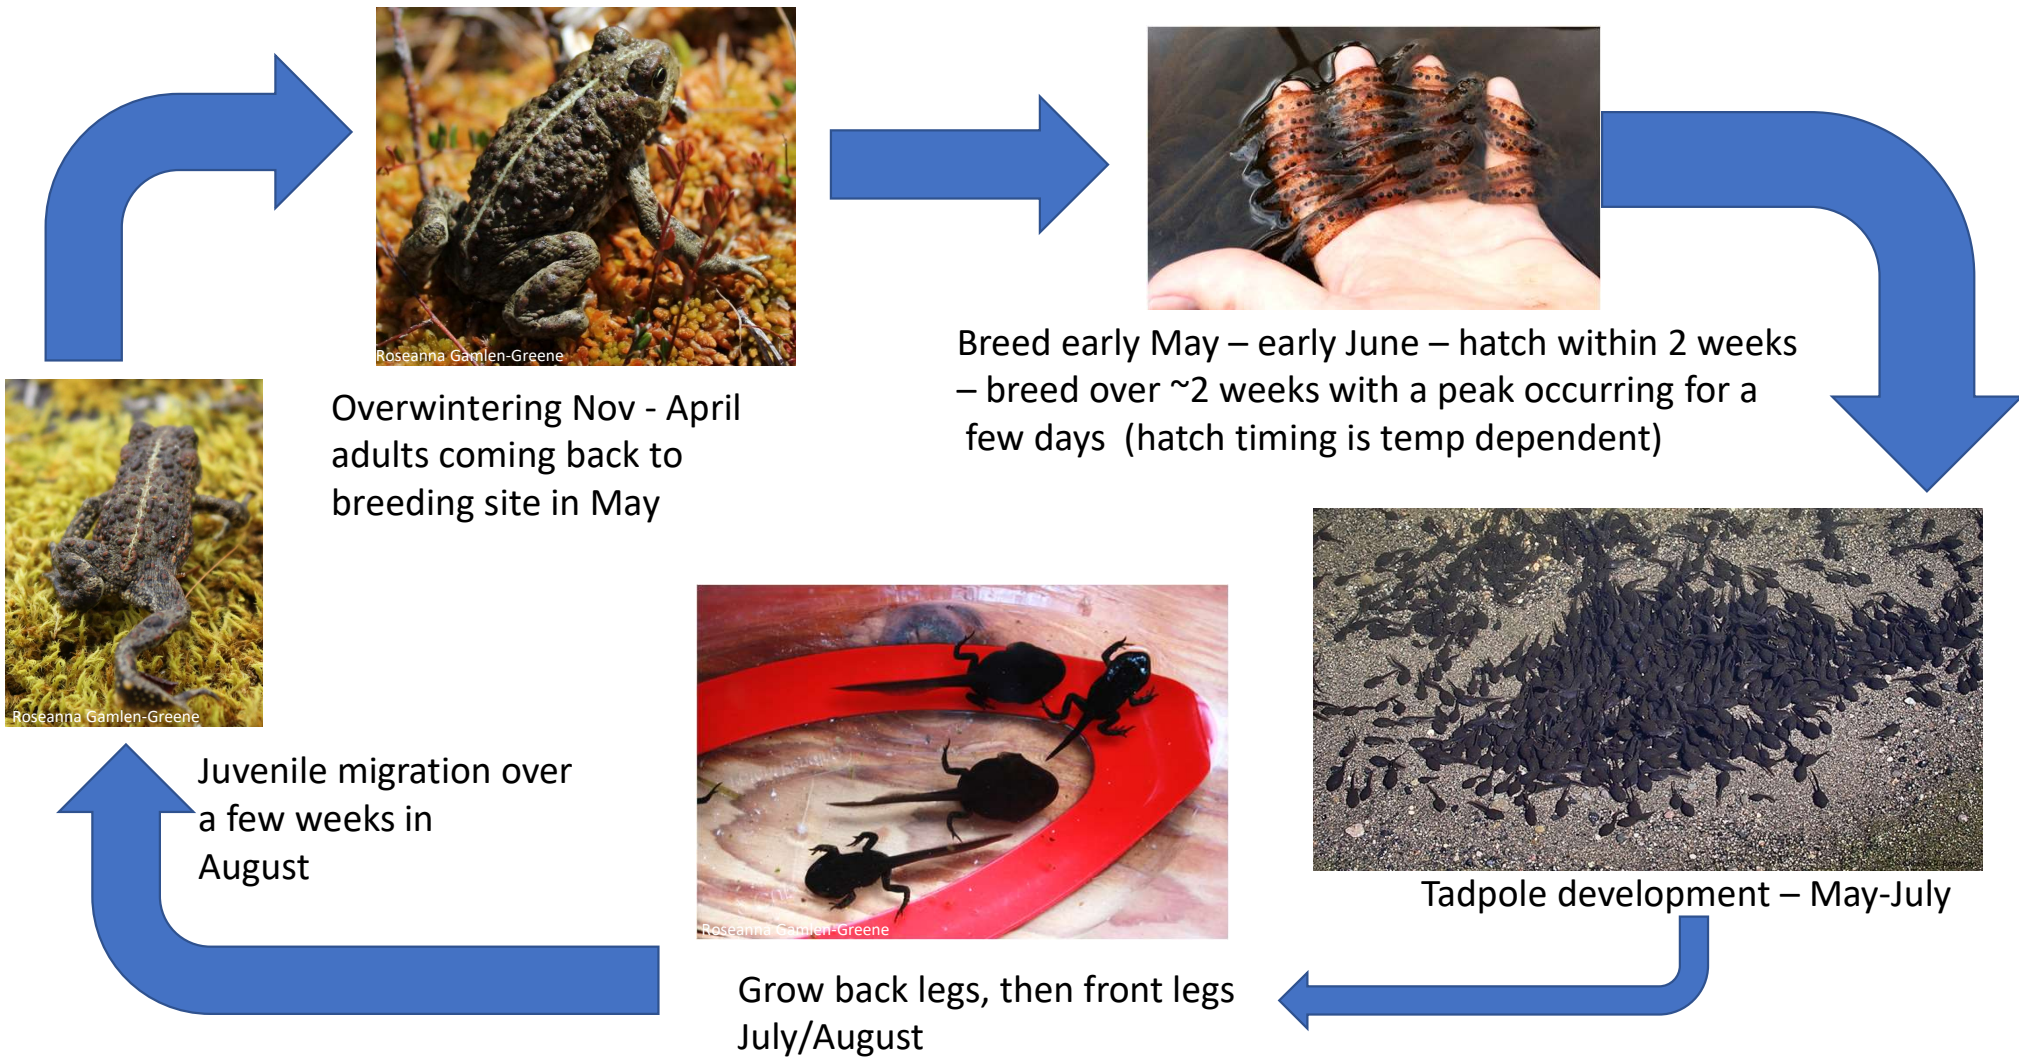 Roseanna Gamlen-Greene
Overwintering Nov - April
adults coming back to
breeding site in May
Breed early May – early June – hatch within 2 weeks
– breed over ~2 weeks with a peak occurring for a
few days (hatch timing is temp dependent)
Tadpole development – May-July
Roseanna Gamlen-Greene
Grow back legs, then front legs
July/August
Roseanna Gamlen-Greene
Juvenile migration over
a few weeks in
August